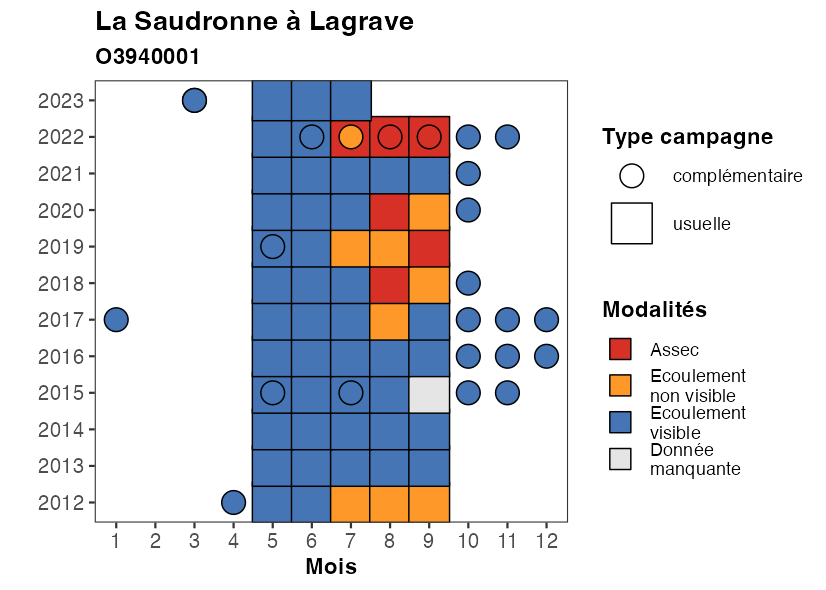 La Saudronne à Lagrave
O3940001
2023
2022
2021
2020
2019
2018
2017
2016
2015
2014
2013
2012
1 2 3 4 5 6 7 8 9 10 11 12
Mois
Type campagne
complémentaire
usuelle
Modalités
Assec
Ecoulement
non visible
Ecoulement
visible
Donnée
manquante